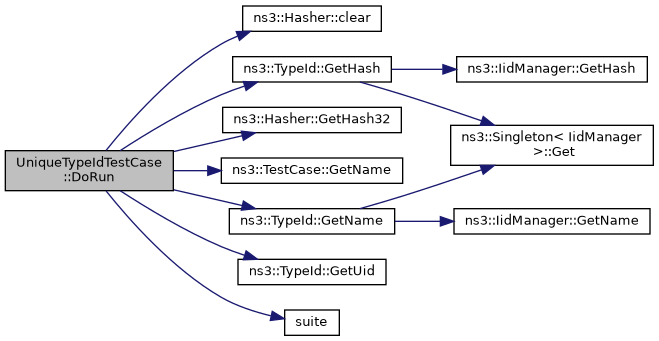 ns3::Hasher::clear
ns3::TypeId::GetHash
ns3::IidManager::GetHash
ns3::Hasher::GetHash32
ns3::Singleton< IidManager
>::Get
UniqueTypeIdTestCase
::DoRun
ns3::TestCase::GetName
ns3::TypeId::GetName
ns3::IidManager::GetName
ns3::TypeId::GetUid
suite